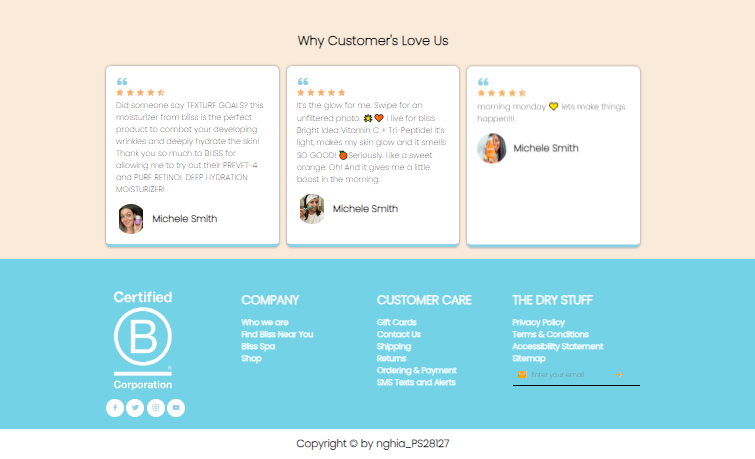 Why Customer's Love Us
Did someone say TEXTURE GOALS? this
moisturizer from bliss is the perfect
product to combat your developing
wrinkles and deeply hydrate the skin!
Thank you so much to BLISS for
allowing me to try out their PREVET-4
and PURE RETINOL DEEP HYDRATION
MOISTURIZER!
Michele Smith
It's the glow for me. Swipe for an
unfiltered photo. 💥🧡 I live for bliss
Bright Idea Vitamin C + Tri-Peptide! It's
light, makes my skin glow and it smells
SO GOOD! 🍊Seriously. Like a sweet
orange. Oh! And it gives me a little
boost in the morning.
Michele Smith
morning monday 💛 lets make things
happen!!!
Michele Smith
Certified
B
®
Corporation
COMPANY
Who we are
Find Bliss Near You
Bliss Spa
Shop
CUSTOMER CARE
Gift Cards
Contact Us
Shipping
Returns
Ordering & Payment
SMS Texts and Alerts
THE DRY STUFF
Privacy Policy
Terms & Conditions
Accessibility Statement
Sitemap
Enter your email
Copyright © by nghia_PS28127